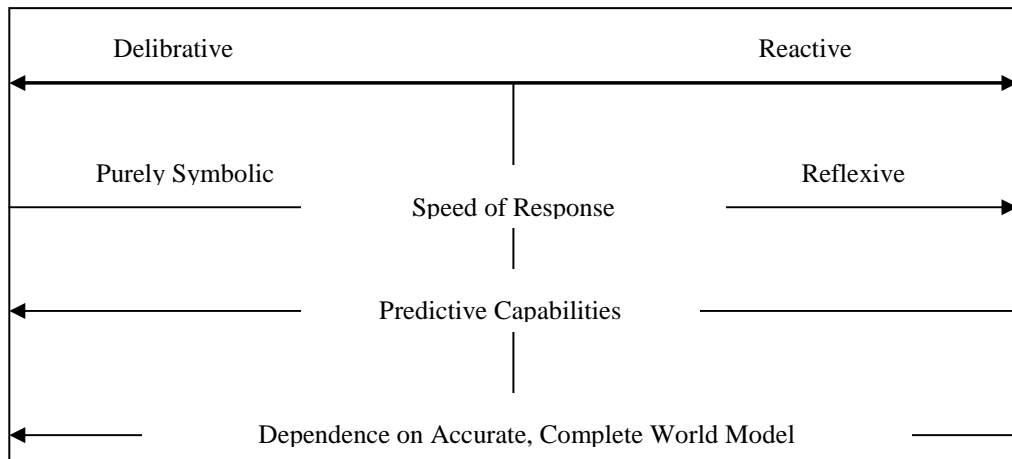 Delibrative Reactive
Purely Symbolic Reflexive
Speed of Response
Predictive Capabilities
Dependence on Accurate, Complete World Model